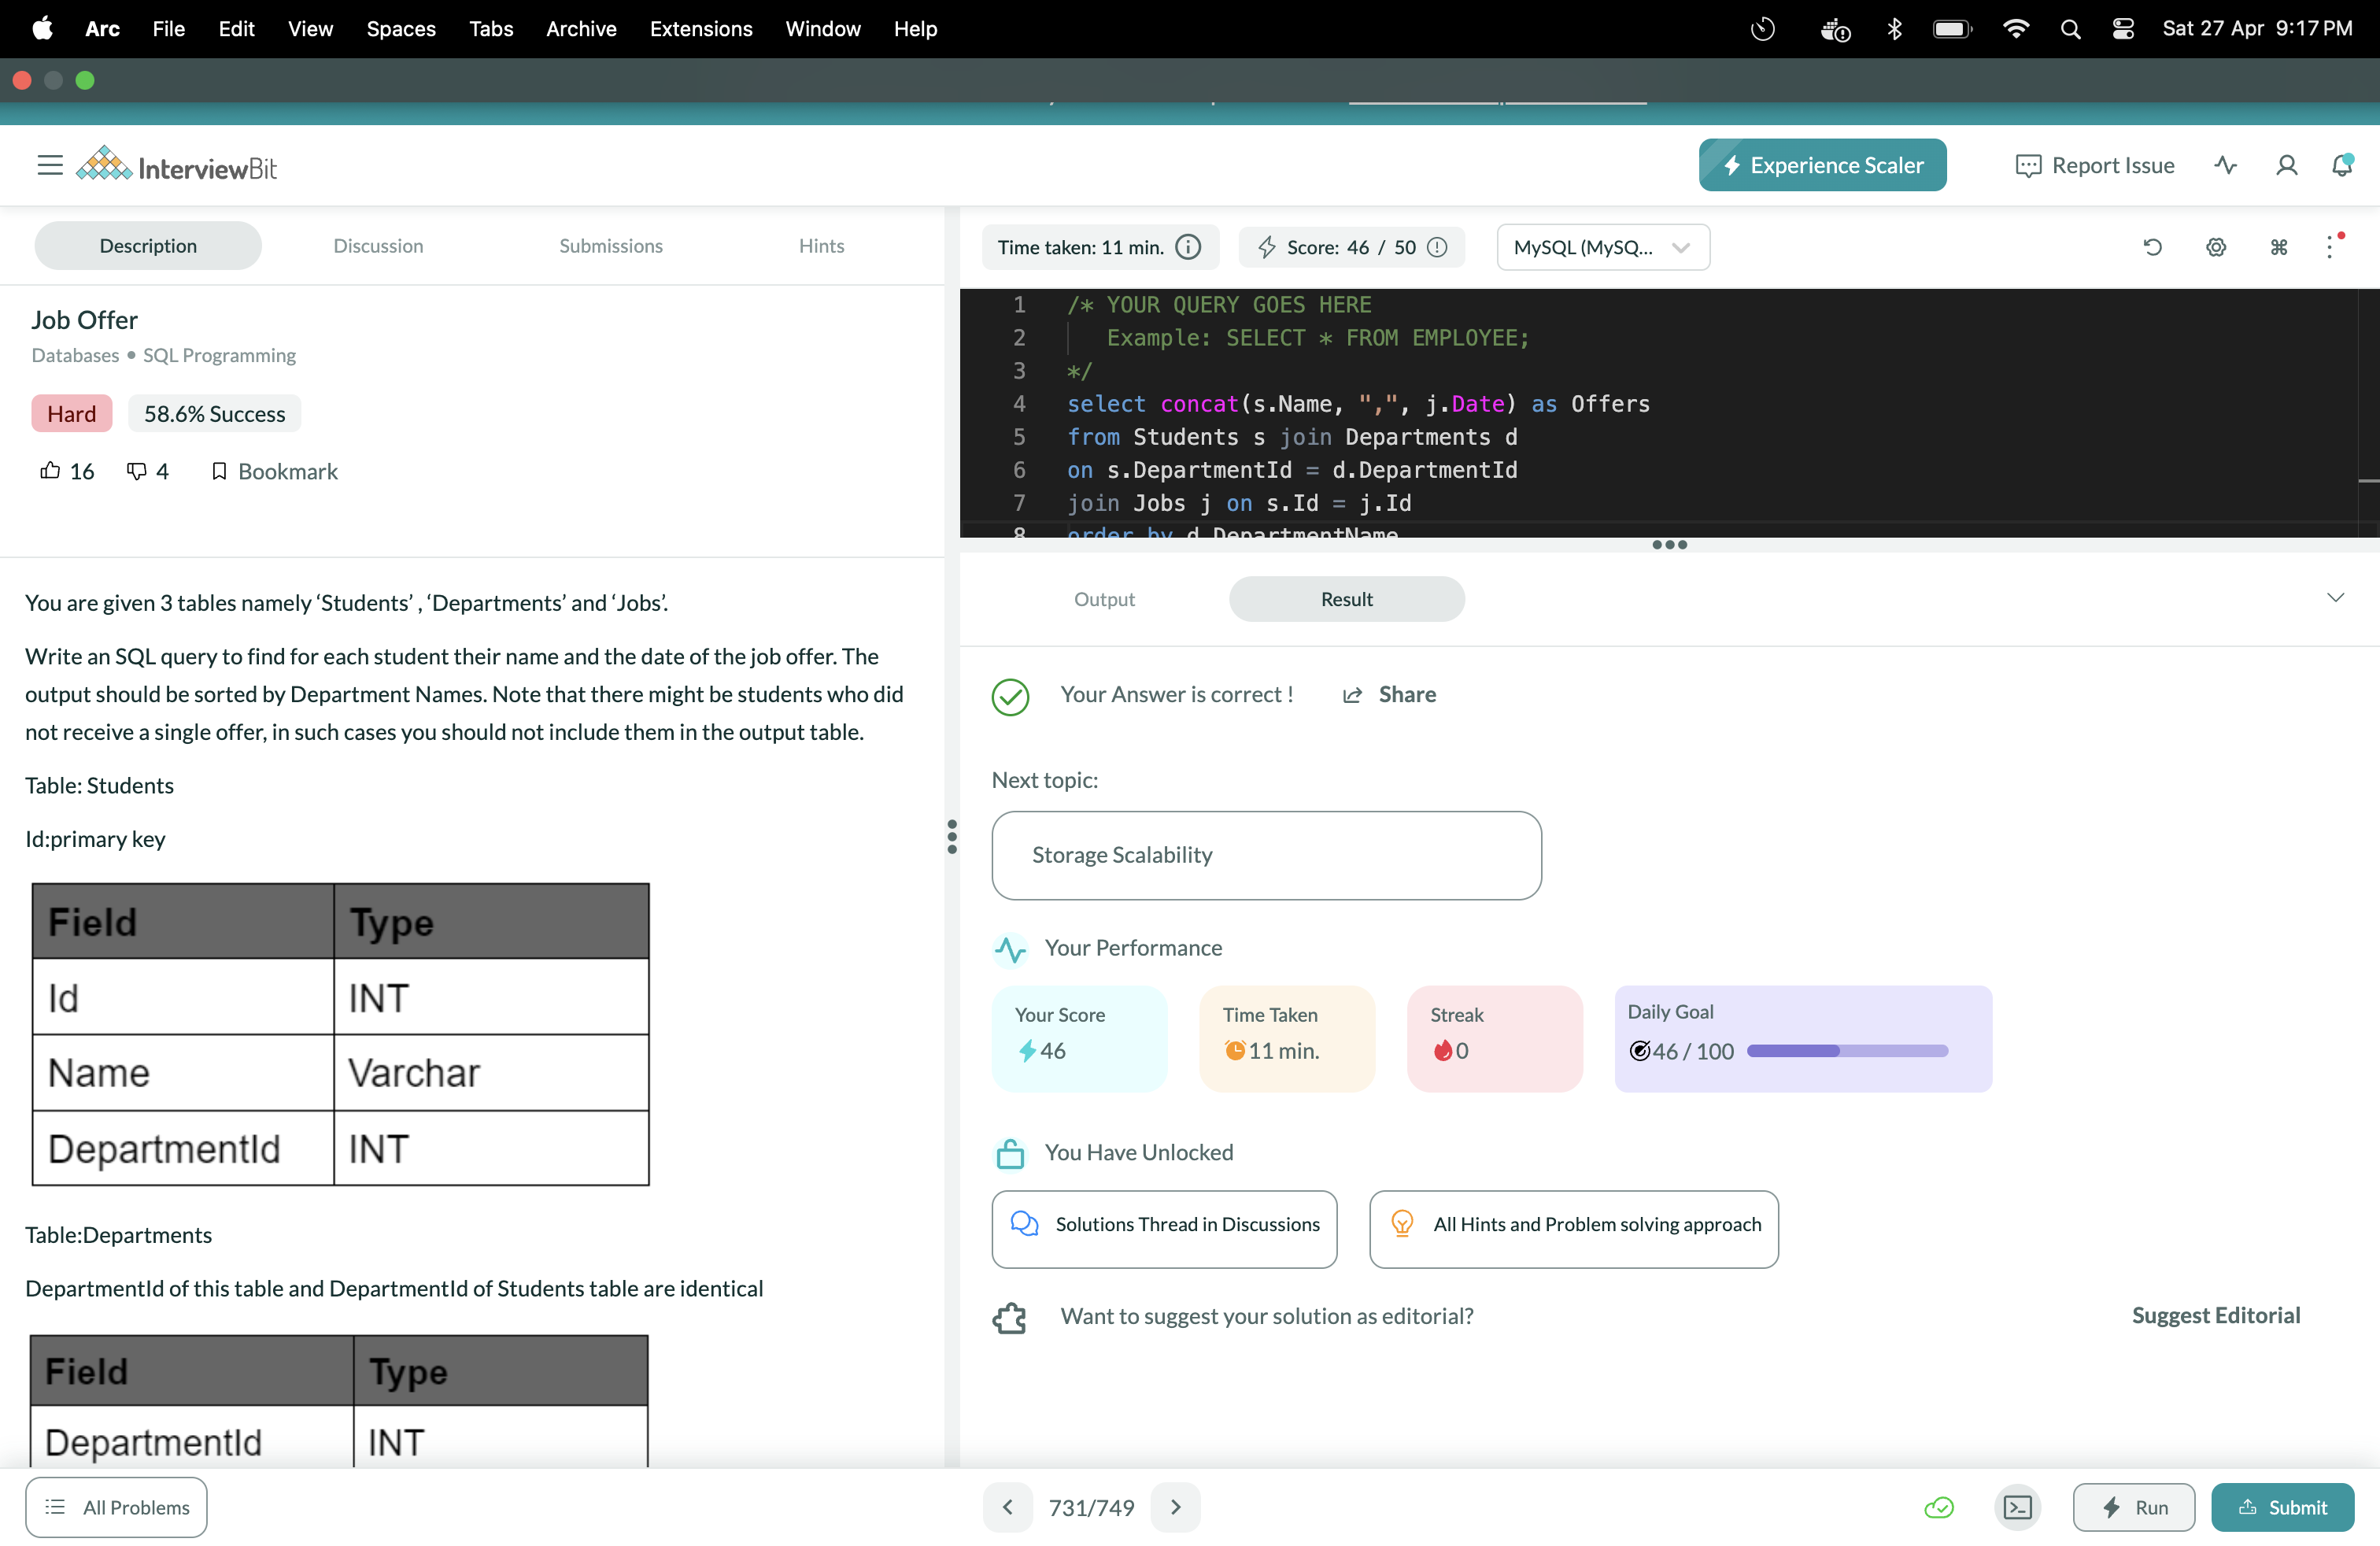 Arc File Edit View Spaces Tabs Archive Extensions Window Help Sat 27 Apr 9:17 PM
InterviewBit
Experience Scaler
Report Issue
Description Discussion Submissions Hints
Job Offer
Databases • SQL Programming
Hard 58.6% Success
16 4 Bookmark
You are given 3 tables namely ‘Students’ , ‘Departments’ and ‘Jobs’.
Write an SQL query to find for each student their name and the date of the job offer. The
output should be sorted by Department Names. Note that there might be students who did
not receive a single offer, in such cases you should not include them in the output table.
Table: Students
Id:primary key
Field Type
Id INT
Name Varchar
DepartmentId INT
Table:Departments
DepartmentId of this table and DepartmentId of Students table are identical
Field Type
DepartmentId INT
All Problems
Time taken: 11 min. Score: 46 / 50 MySQL (MySQ...
1 /* YOUR QUERY GOES HERE
2 Example: SELECT * FROM EMPLOYEE;
3 */
4 select concat(s.Name, ",", j.Date) as Offers
5 from Students s join Departments d
6 on s.DepartmentId = d.DepartmentId
7 join Jobs j on s.Id = j.Id
8 order by d.DepartmentName
Output Result
Your Answer is correct ! Share
Next topic:
Storage Scalability
Your Performance
Your Score Time Taken Streak Daily Goal
46 11 min. 0 46 / 100
You Have Unlocked
Solutions Thread in Discussions All Hints and Problem solving approach
Want to suggest your solution as editorial? Suggest Editorial
731/749 Run Submit